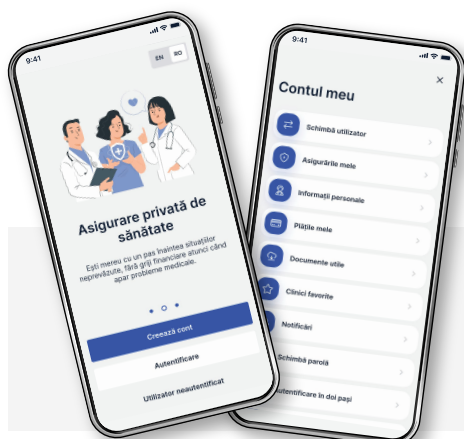 9:41
EN RO
Asigurare privată de
sănătate
Ești mereu cu un pas înaintea situațiilor
neprevăzute, fără griji financiare atunci când
apar probleme medicale.
Creează cont
Autentificare
Utilizator neautentificat
9:41
Contul meu
Schimbă utilizator
Asigurările mele
Informații personale
Plățile mele
Documente utile
Clinici favorite
Notificări
Schimbă parolă
utentificare în doi pași